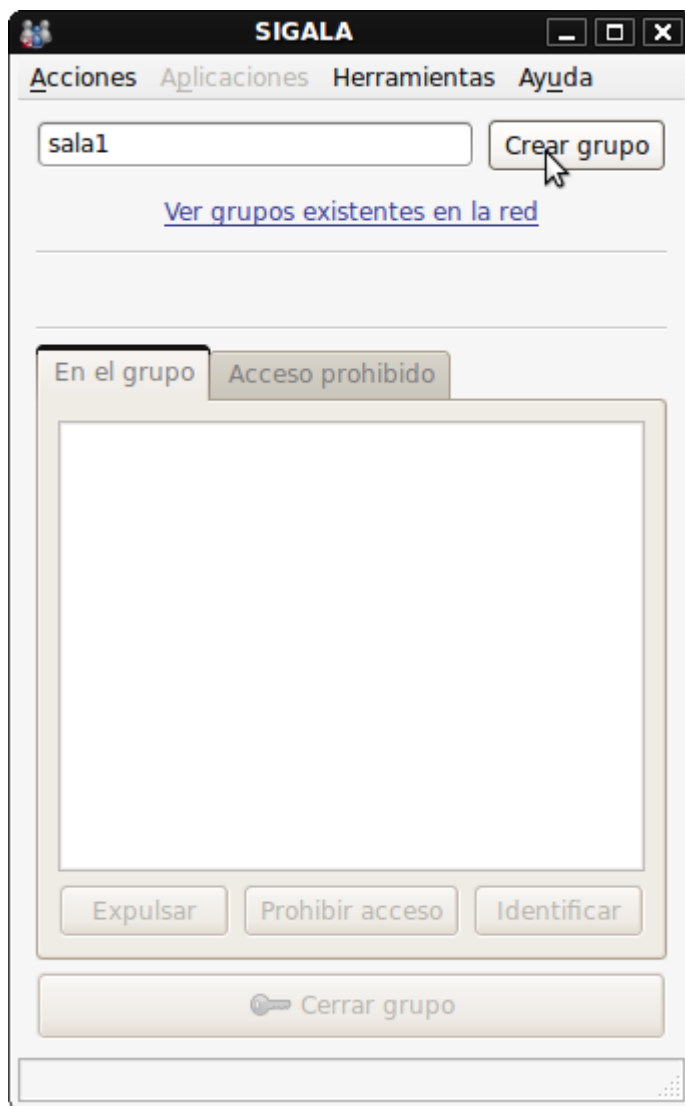 SIGALA
Acciones Aplicaciones Herramientas Ayuda
sala1 Crear grupo
Ver grupos existentes en la red
En el grupo Acceso prohibido
Expulsar Prohibir acceso Identificar
Cerrar grupo